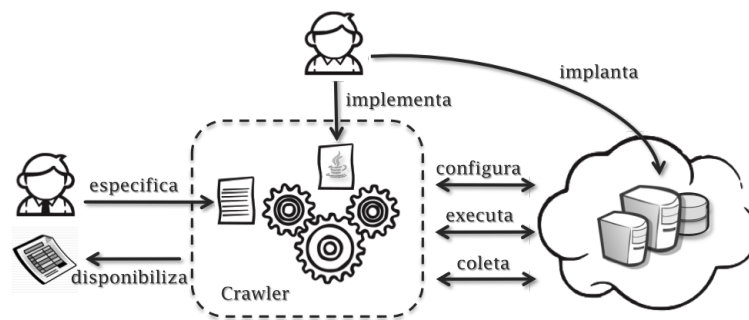 implanta
implementa
especifica
configura
executa
coleta
disponibiliza
Crawler